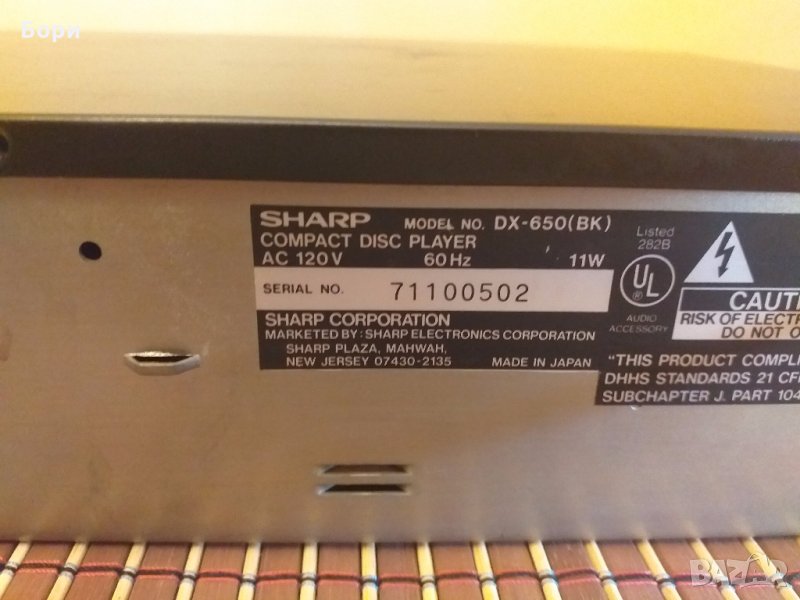 Бори
SHARP MODEL NO. DX-650(BK)
COMPACT DISC PLAYER
AC 120V 60Hz 11W
SERIAL NO. 71100502
SHARP CORPORATION
MARKETED BY: SHARP ELECTRONICS CORPORATION
SHARP PLAZA, MAHWAH,
NEW JERSEY 07430-2135 MADE IN JAPAN
Listed
282B
UL
®
AUDIO
ACCESSORY
CAUTI
RISK OF ELECTR
DO NOT O
"THIS PRODUCT COMPLI
DHHS STANDARDS 21 CF
SUBCHAPTER J. PART 104
BAZAR